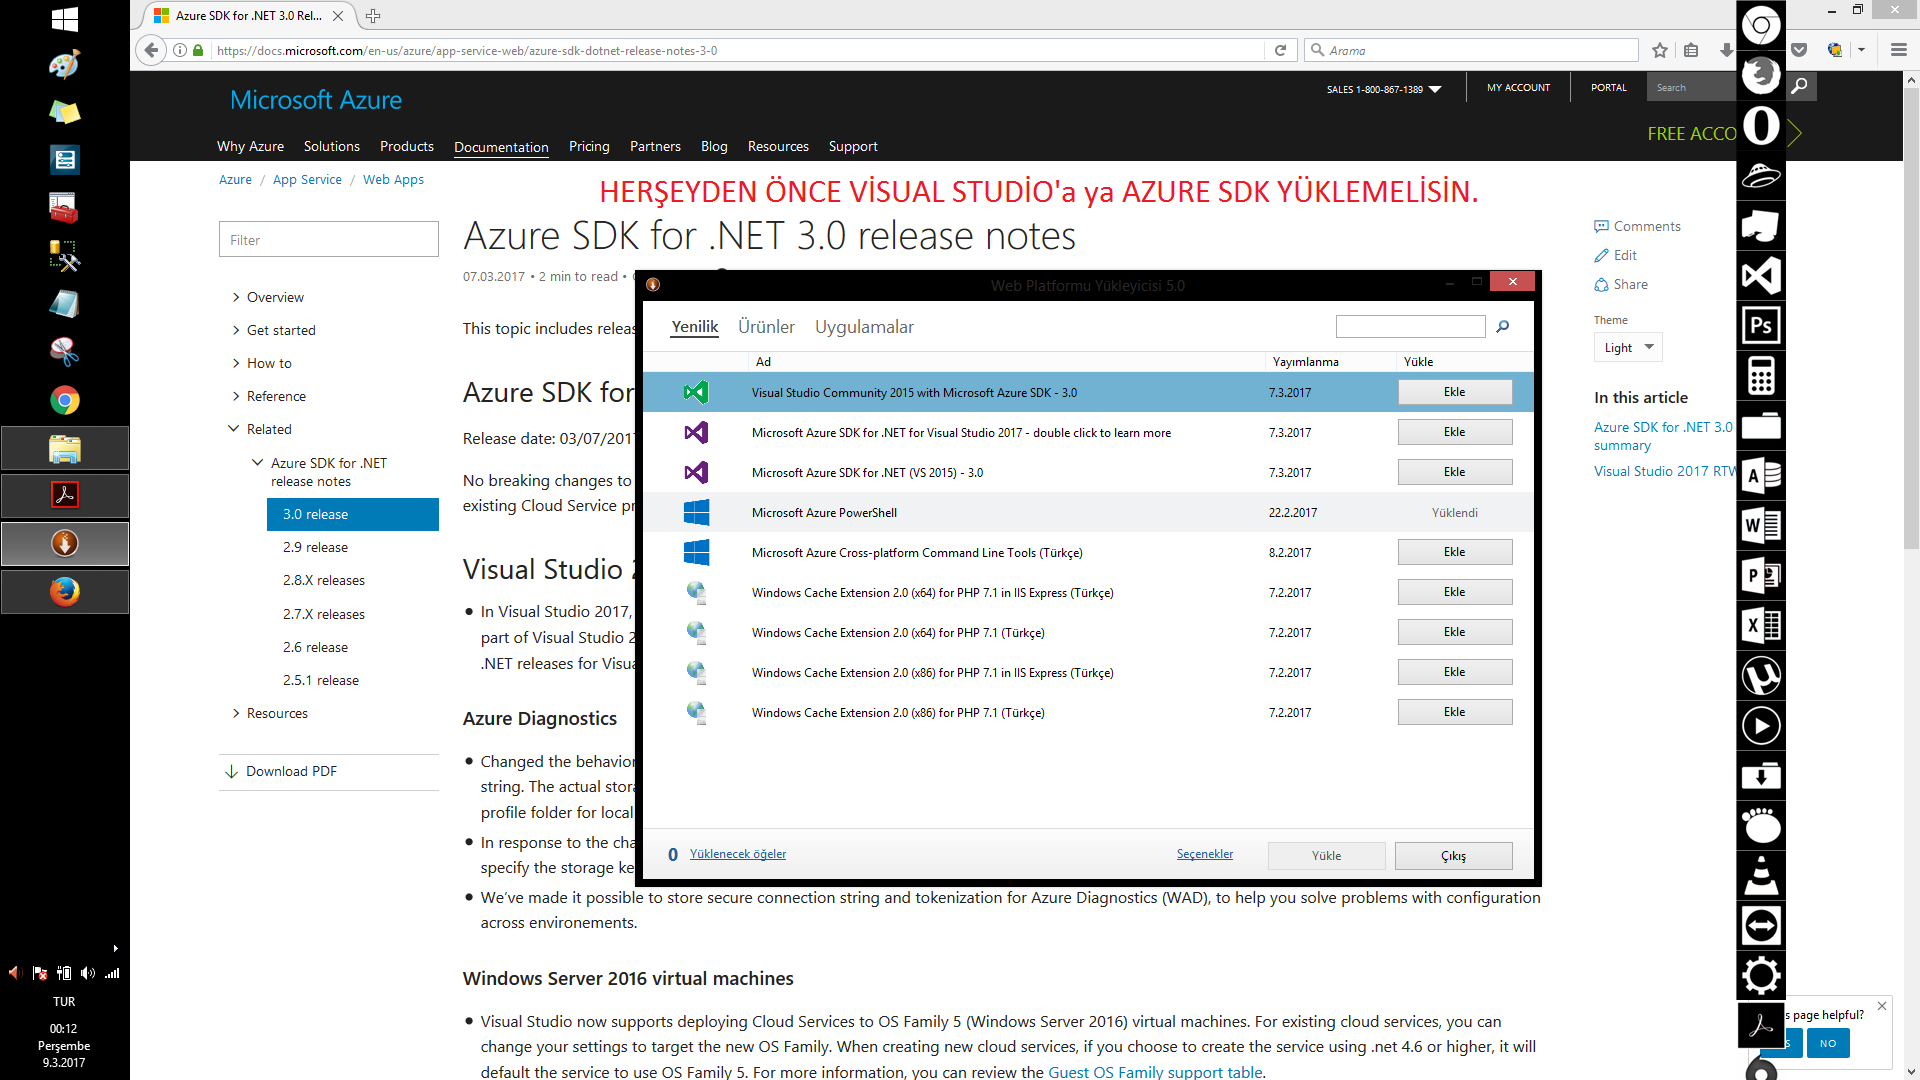 Azure SDK for .NET 3.0 Rel...
https://docs.microsoft.com/en-us/azure/app-service-web/azure-sdk-dotnet-release-notes-3-0
Arama
Microsoft Azure
SALES 1-800-867-1389
MY ACCOUNT
PORTAL
Search
FREE ACCO
Why Azure
Solutions
Products
Documentation
Pricing
Partners
Blog
Resources
Support
Azure / App Service / Web Apps
HERŞEYDEN ÖNCE VİSUAL STUDİO'a ya AZURE SDK YÜKLEMELİSİN.
Filter
Overview
Get started
How to
Reference
Related
Azure SDK for .NET
release notes
3.0 release
2.9 release
2.8.X releases
2.7.X releases
2.6 release
2.5.1 release
Resources
Download PDF
Azure SDK for .NET 3.0 release notes
07.03.2017 • 2 min to read •
This topic includes releas
Azure SDK for
Release date: 03/07/2017
No breaking changes to
existing Cloud Service pr
Visual Studio 2
• In Visual Studio 2017,
part of Visual Studio 2
.NET releases for Visua
Azure Diagnostics
• Changed the behavior
string. The actual stora
profile folder for local
• In response to the cha
specify the storage ke
• We've made it possible to store secure connection string and tokenization for Azure Diagnostics (WAD), to help you solve problems with configuration
across environements.
Windows Server 2016 virtual machines
• Visual Studio now supports deploying Cloud Services to OS Family 5 (Windows Server 2016) virtual machines. For existing cloud services, you can
change your settings to target the new OS Family. When creating new cloud services, if you choose to create the service using .net 4.6 or higher, it will
default the service to use OS Family 5. For more information, you can review the Guest OS Family support table.
Web Platformu Yükleyicisi 5.0
Yenilik
Ürünler
Uygulamalar
Ad Yayımlanma Yükle
Visual Studio Community 2015 with Microsoft Azure SDK - 3.0 7.3.2017 Ekle
Microsoft Azure SDK for .NET for Visual Studio 2017 - double click to learn more 7.3.2017 Ekle
Microsoft Azure SDK for .NET (VS 2015) - 3.0 7.3.2017 Ekle
Microsoft Azure PowerShell 22.2.2017 Yüklendi
Microsoft Azure Cross-platform Command Line Tools (Türkçe) 8.2.2017 Ekle
Windows Cache Extension 2.0 (x64) for PHP 7.1 in IIS Express (Türkçe) 7.2.2017 Ekle
Windows Cache Extension 2.0 (x64) for PHP 7.1 (Türkçe) 7.2.2017 Ekle
Windows Cache Extension 2.0 (x86) for PHP 7.1 in IIS Express (Türkçe) 7.2.2017 Ekle
Windows Cache Extension 2.0 (x86) for PHP 7.1 (Türkçe) 7.2.2017 Ekle
0 Yüklenecek öğeler
Seçenekler
Yükle
Çıkış
Comments
Edit
Share
Theme
Light
In this article
Azure SDK for .NET 3.0
summary
Visual Studio 2017 RTW
Ps
s page helpful?
S
NO
TUR
00:12
Perşembe
9.3.2017